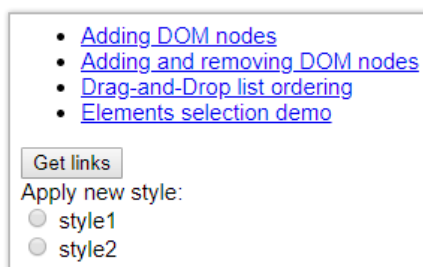 Adding DOM nodes
Adding and removing DOM nodes
Drag-and-Drop list ordering
Elements selection demo
Get links
Apply new style:
style1
style2